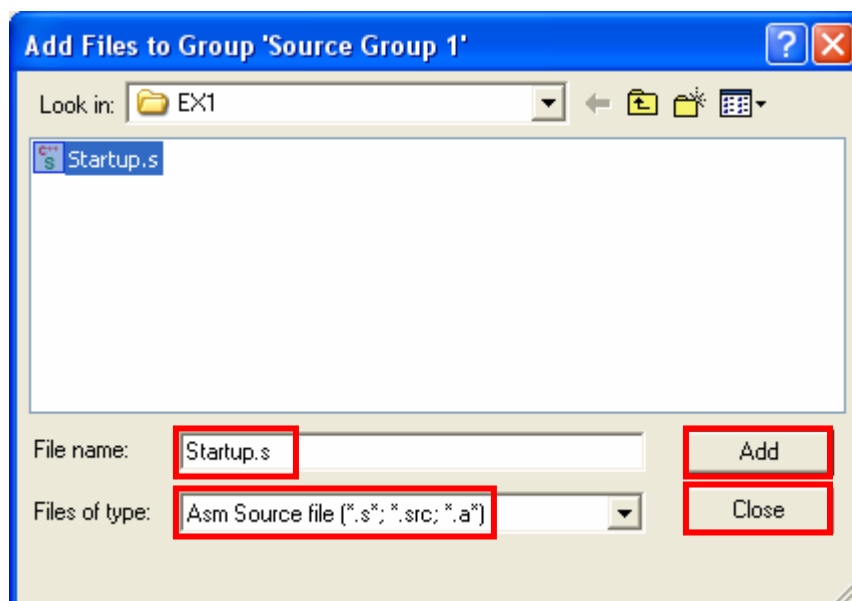 Add Files to Group 'Source Group 1'
Look in: EX1
C++
S
Startup.s
File name: Startup.s
Add
Files of type: Asm Source file (*.s*; *.src; *.a*)
Close